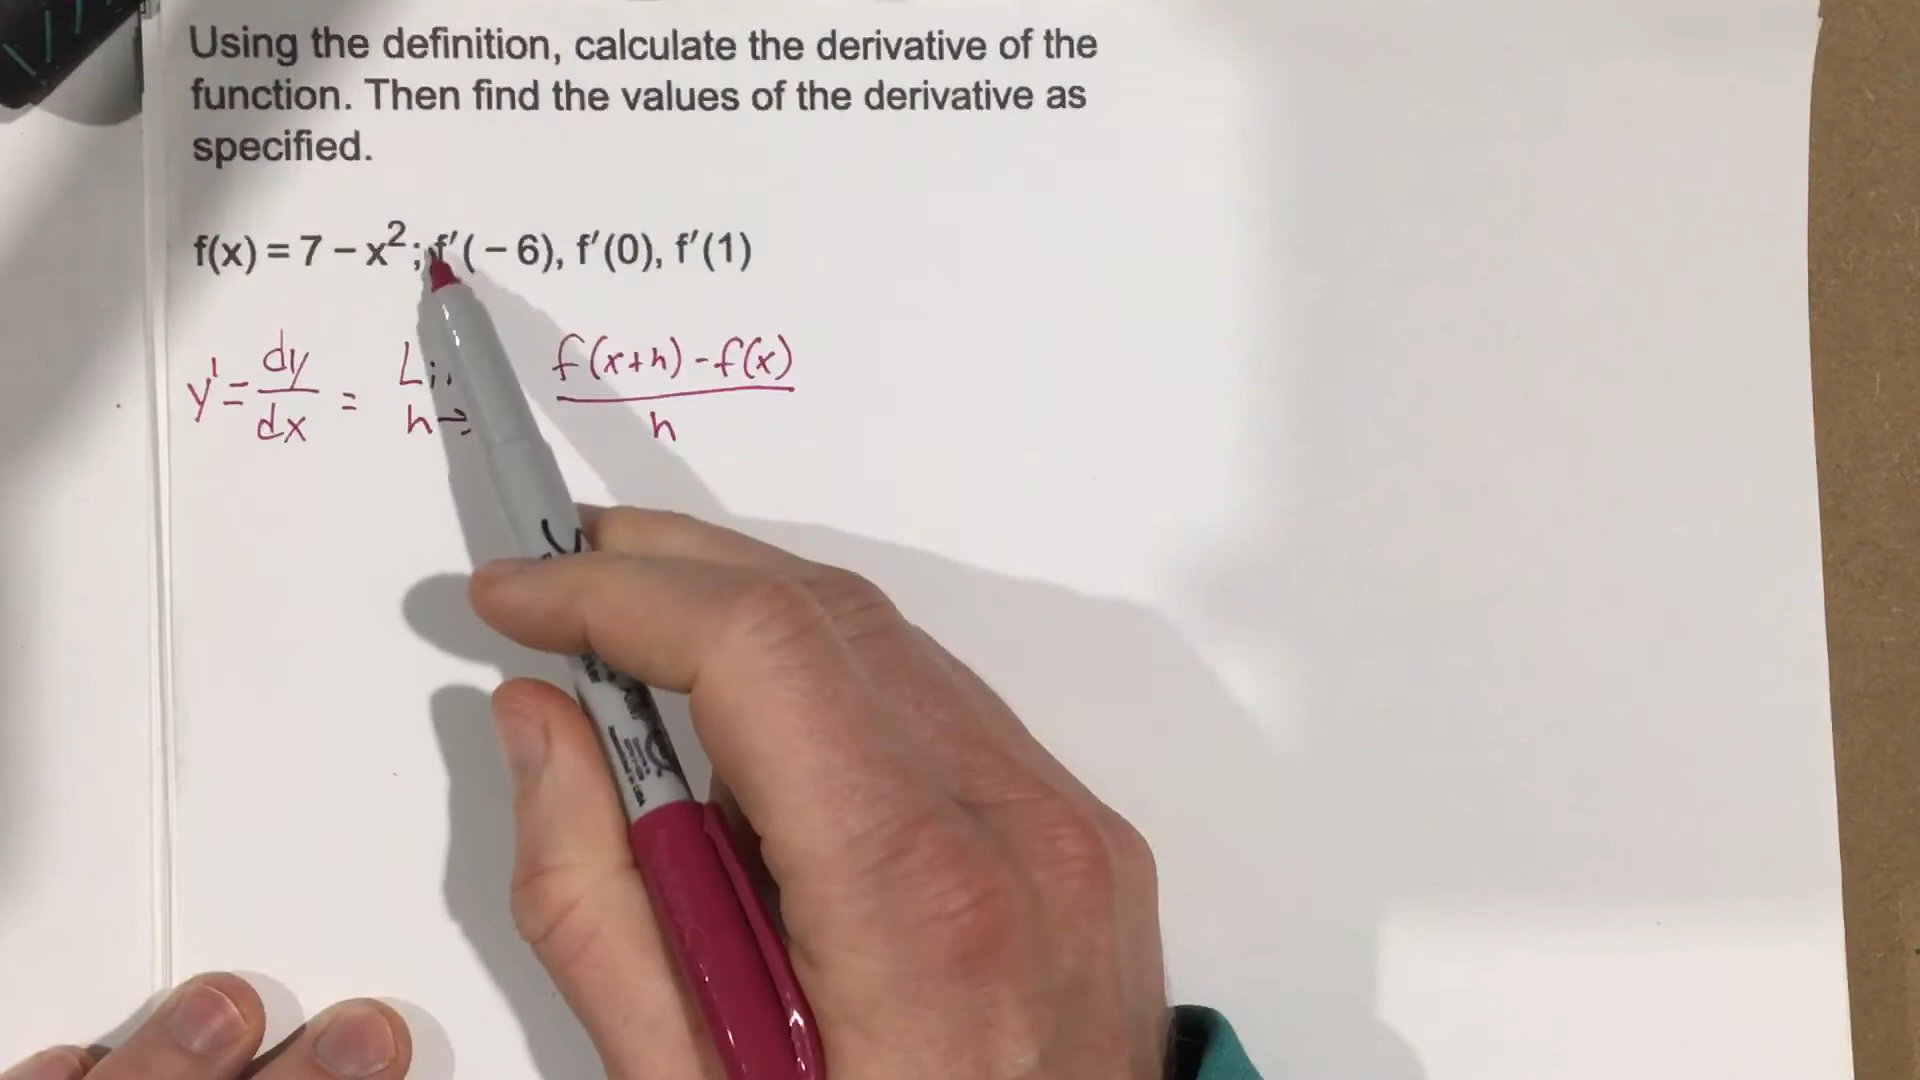 Using the definition, calculate the derivative of the
function. Then find the values of the derivative as
specified.
f(x) = 7 − x²; f′(−6), f′(0), f′(1)
y' = dy/dx = h→ f(x+h) - f(x)/h